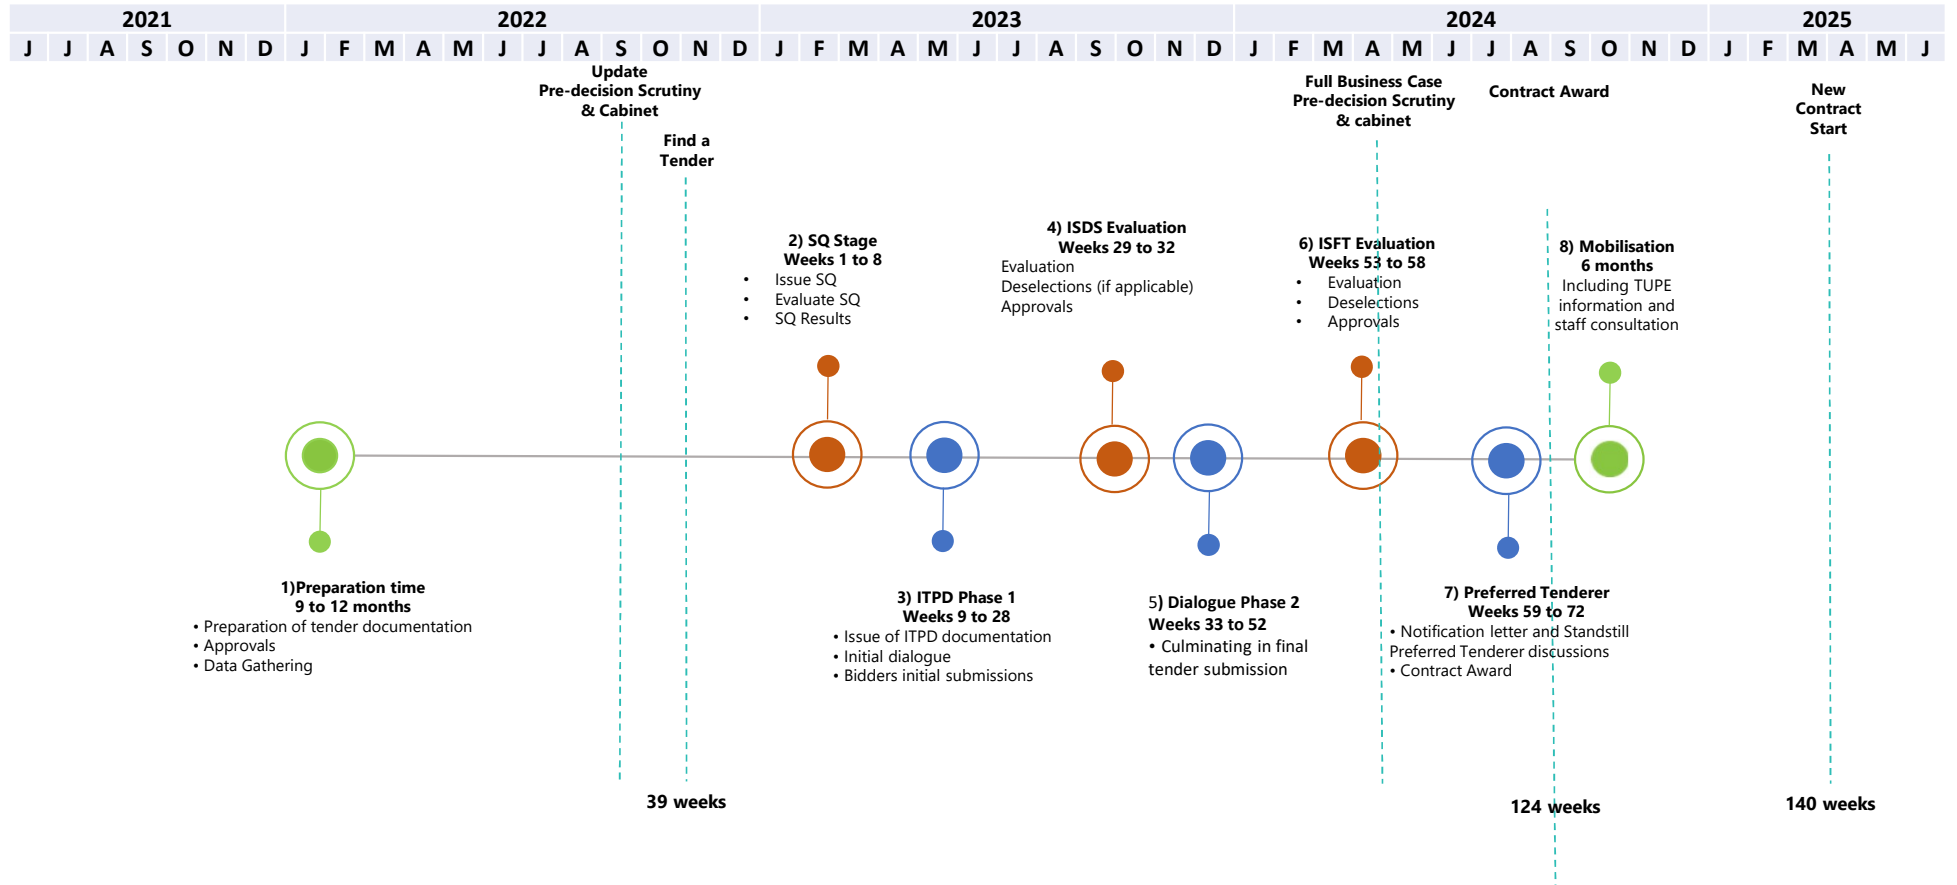 2021 2022 2023 2024 2025
J J A S O N D J F M A M J J A S O N D J F M A M J J A S O N D J F M A M J J A S O N D J F M A M J
Update
Pre-decision Scrutiny
& Cabinet
Find a
Tender
Full Business Case
Pre-decision Scrutiny
& cabinet
Contract Award
New
Contract
Start
2) SQ Stage
Weeks 1 to 8
• Issue SQ
• Evaluate SQ
• SQ Results
4) ISDS Evaluation
Weeks 29 to 32
Evaluation
Deselections (if applicable)
Approvals
6) ISFT Evaluation
Weeks 53 to 58
• Evaluation
• Deselections
• Approvals
8) Mobilisation
6 months
Including TUPE
information and
staff consultation
1)Preparation time
9 to 12 months
• Preparation of tender documentation
• Approvals
• Data Gathering
3) ITPD Phase 1
Weeks 9 to 28
• Issue of ITPD documentation
• Initial dialogue
• Bidders initial submissions
5) Dialogue Phase 2
Weeks 33 to 52
• Culminating in final
tender submission
7) Preferred Tenderer
Weeks 59 to 72
• Notification letter and Standstill
Preferred Tenderer discussions
• Contract Award
39 weeks
124 weeks
140 weeks